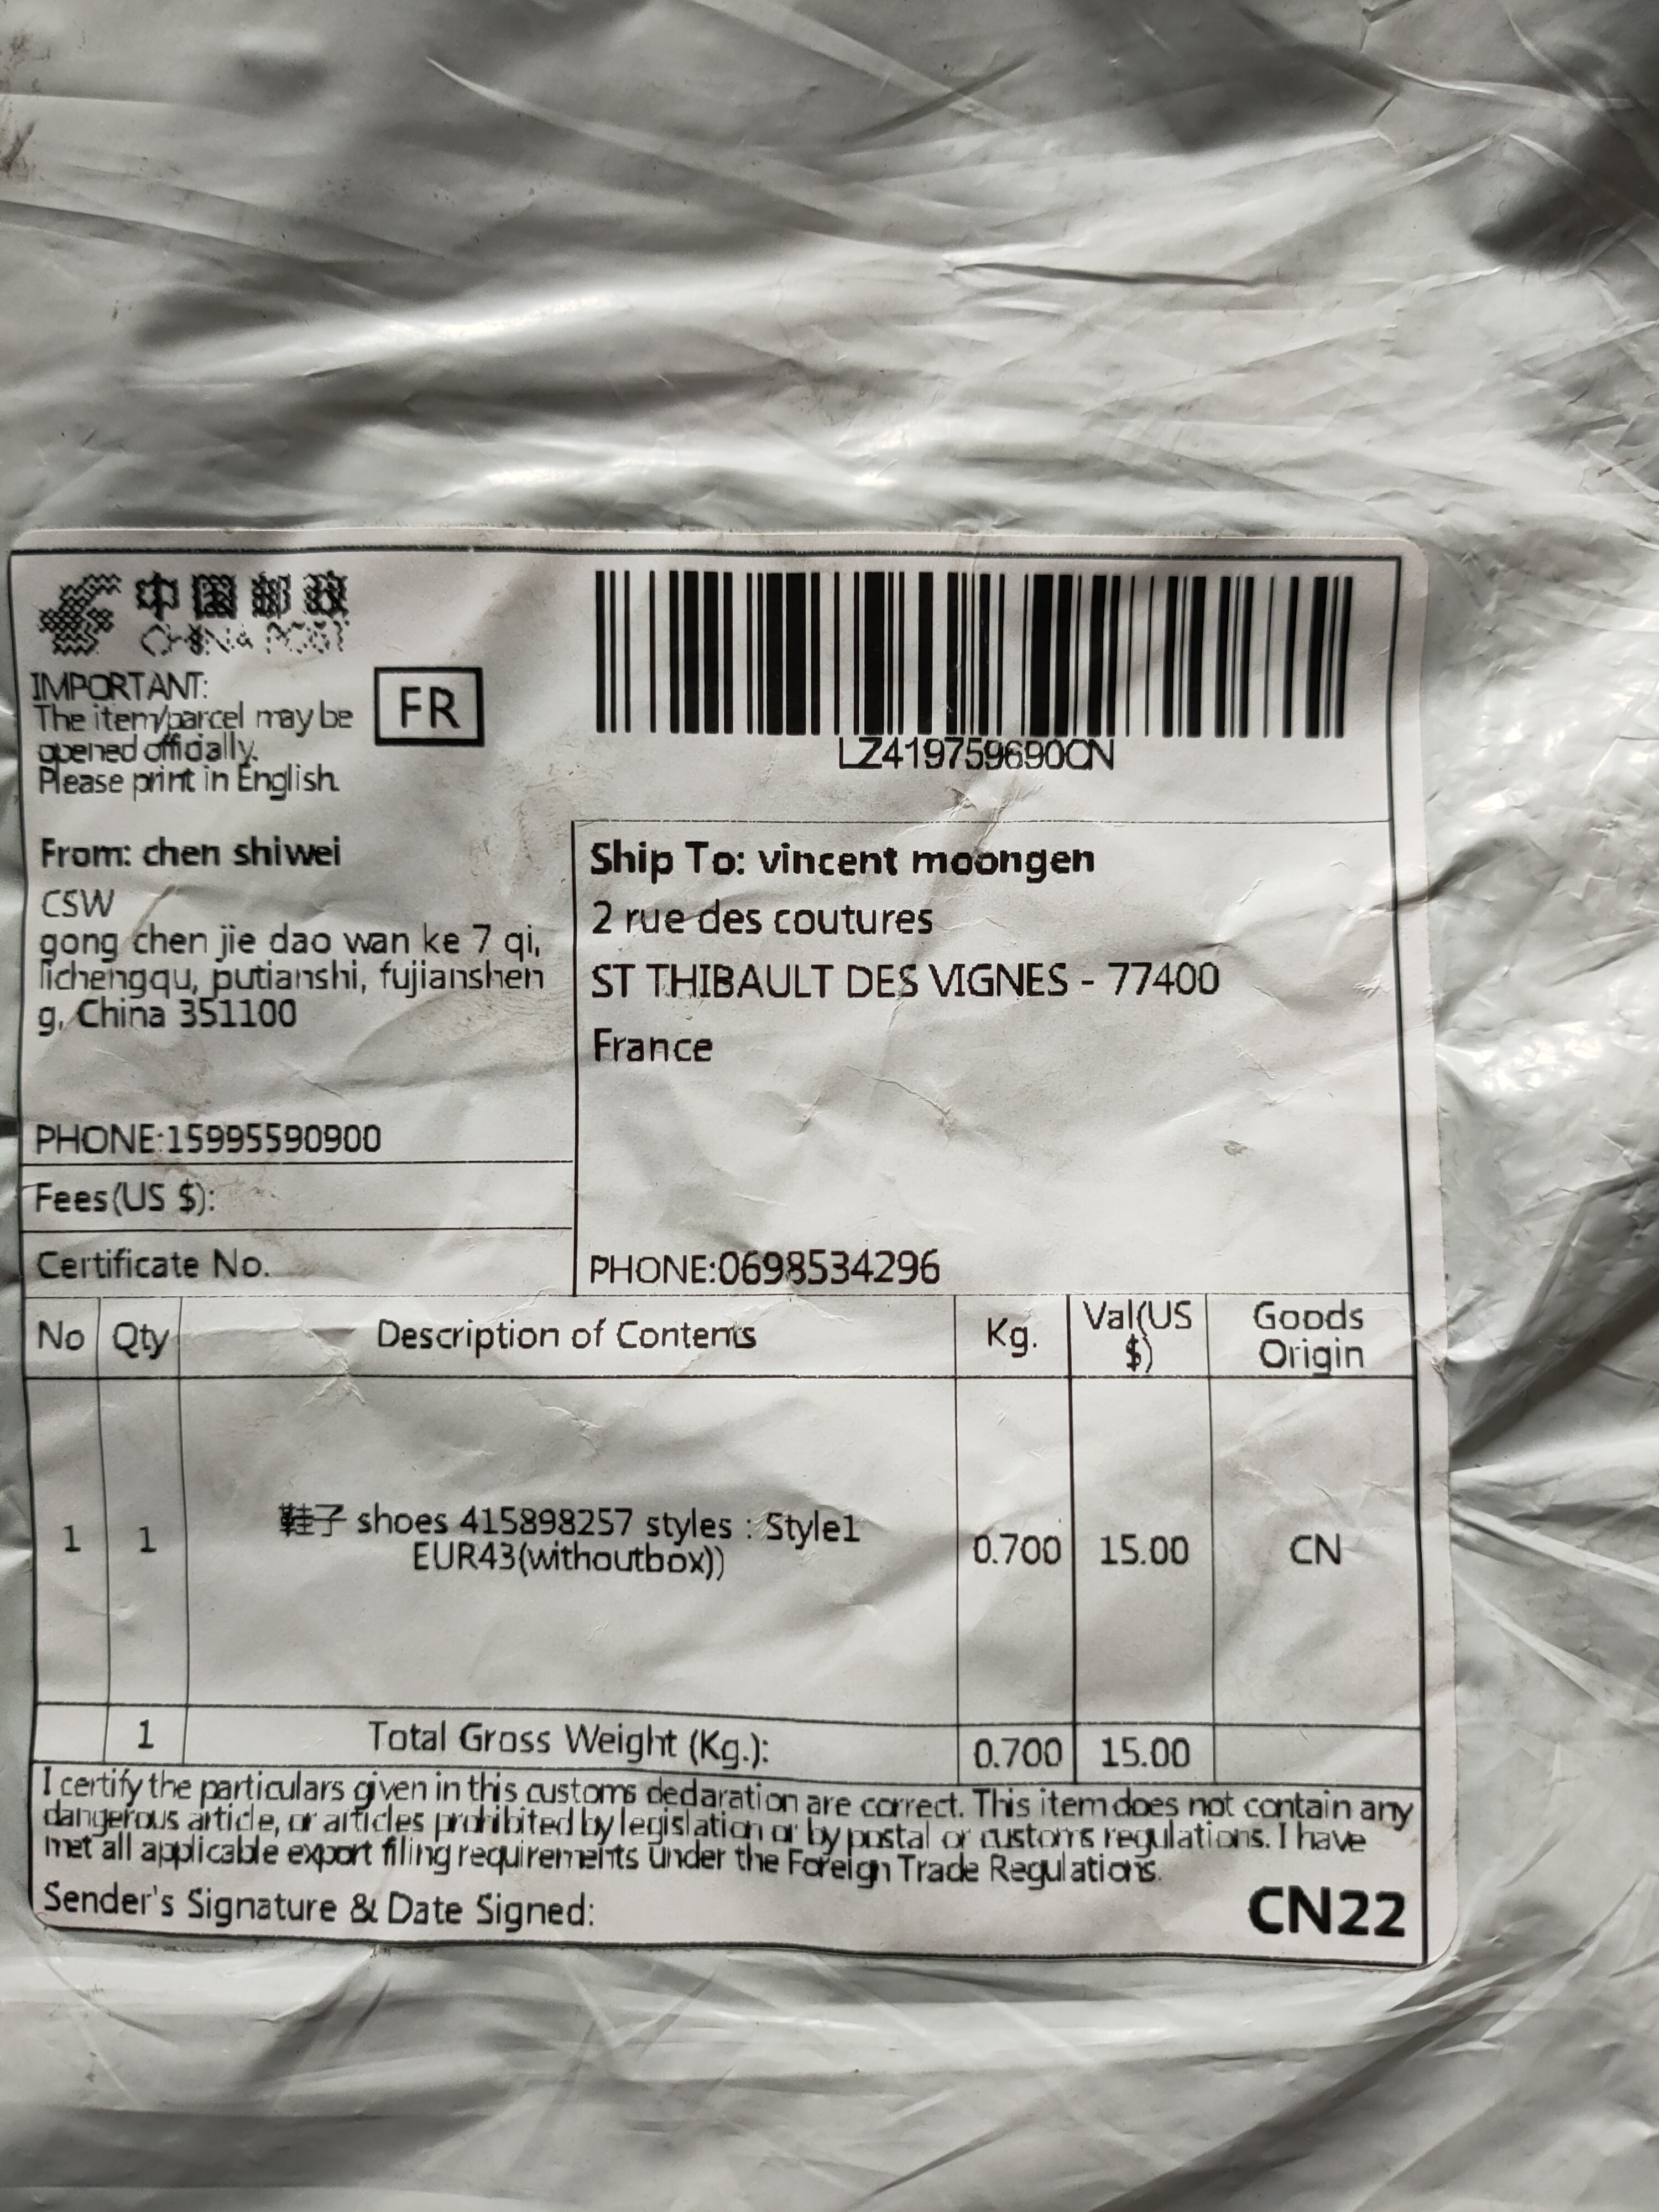 中国邮政
CHINA POST
IMPORTANT:
The item/parcel may be
opened officially.
Please print in English.
FR
LZ419759690CN
From: chen shiwei
CSW
gong chen jie dao wan ke 7 qi,
lichengqu, putianshi, fujianshen
g, China 351100
PHONE:15995590900
Fees(US $):
Certificate No.
Ship To: vincent moongen
2 rue des coutures
ST THIBAULT DES VIGNES - 77400
France
PHONE:0698534296
No Qty Description of Contents Kg. Val(US $) Goods Origin
1 1 鞋子 shoes 415898257 styles : Style1 0.700 15.00 CN
EUR43(withoutbox))
1 Total Gross Weight (Kg.): 0.700 15.00
I certify the particulars given in this customs declaration are correct. This item does not contain any
dangerous article, or articles prohibited by legislation or by postal or customs regulations. I have
met all applicable export filing requirements under the Foreign Trade Regulations.
Sender's Signature & Date Signed:
CN22